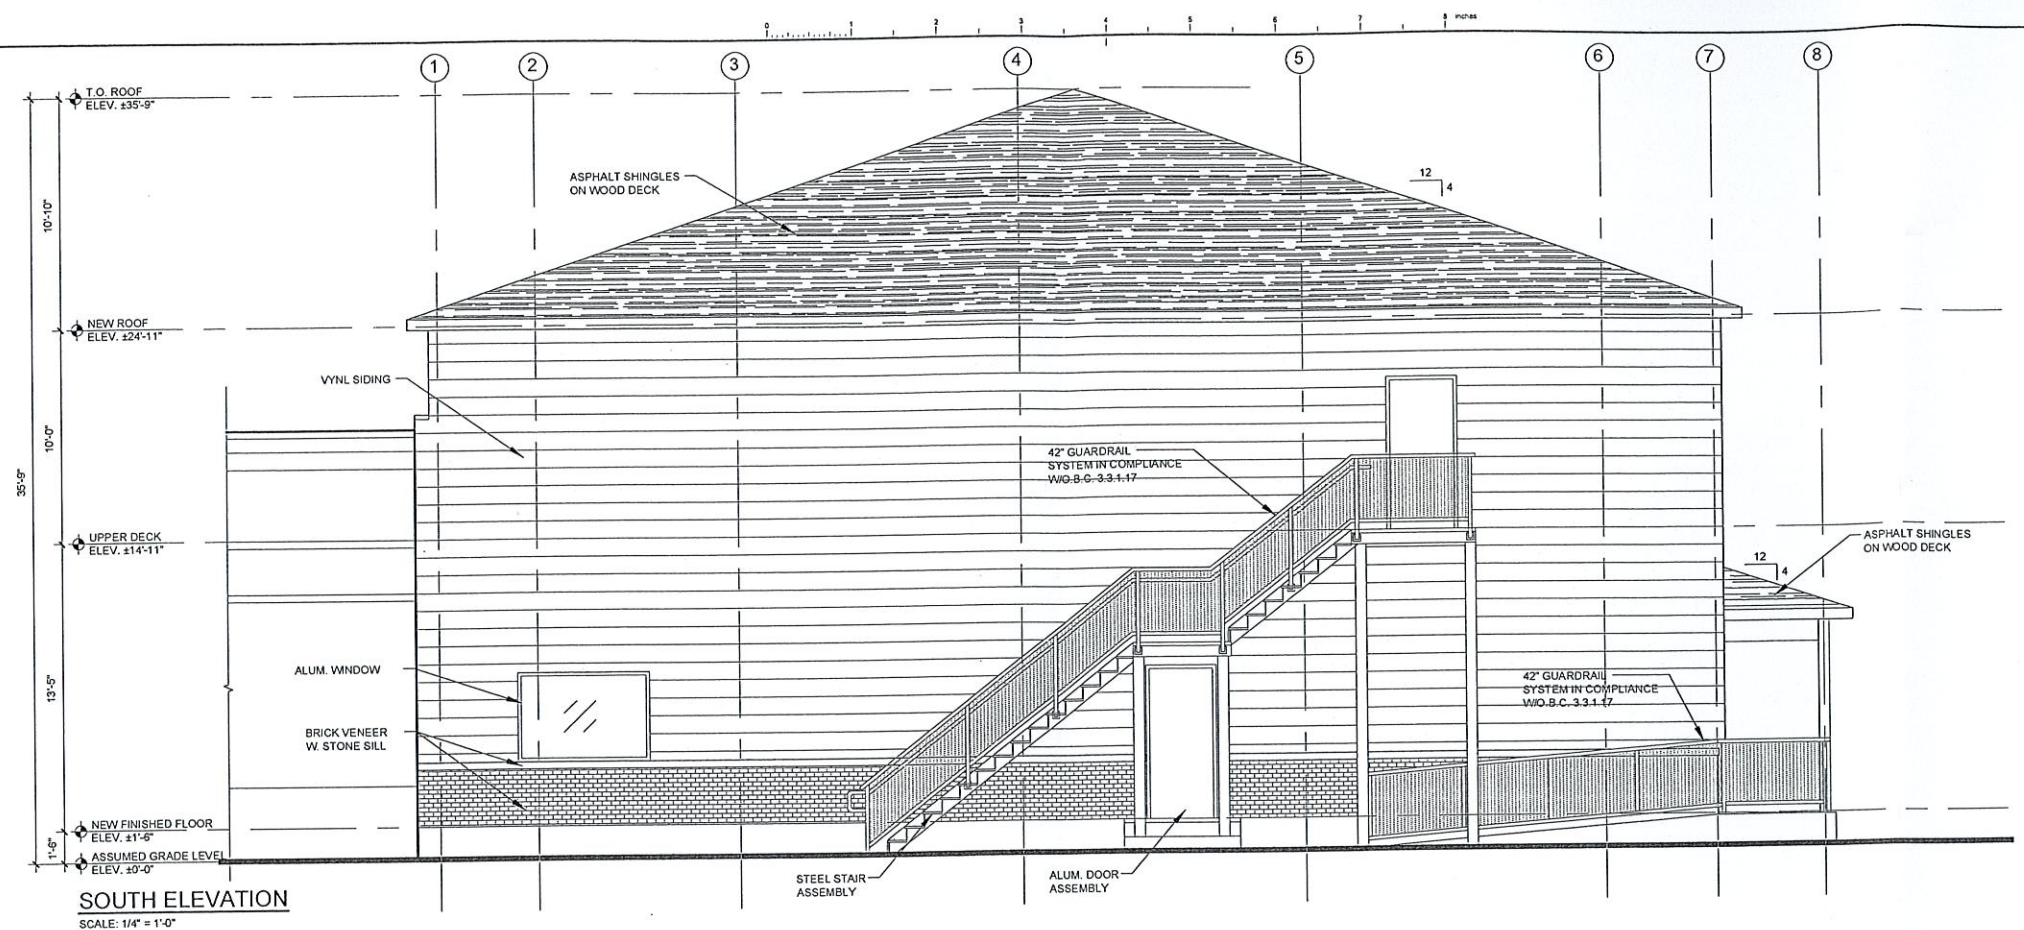 0 1 2 3 4 5 6 7 8 inches
1 2 3 4 5 6 7 8
T.O. ROOF
ELEV. ±35'-9"
ASPHALT SHINGLES
ON WOOD DECK
12
4
10'-10"
NEW ROOF
ELEV. ±24'-11"
VYNL SIDING
10'-0"
42" GUARDRAIL
SYSTEM IN COMPLIANCE
W/O.B.C. 3.3.1.17
35'-9"
UPPER DECK
ELEV. ±14'-11"
ASPHALT SHINGLES
ON WOOD DECK
12
4
ALUM. WINDOW
13'-5"
42" GUARDRAIL
SYSTEM IN COMPLIANCE
W/O.B.C. 3.3.1.17
BRICK VENEER
W. STONE SILL
NEW FINISHED FLOOR
ELEV. ±1'-6"
1'-6"
ASSUMED GRADE LEVEL
ELEV. ±0'-0"
STEEL STAIR
ASSEMBLY
ALUM. DOOR
ASSEMBLY
SOUTH ELEVATION
SCALE: 1/4" = 1'-0"